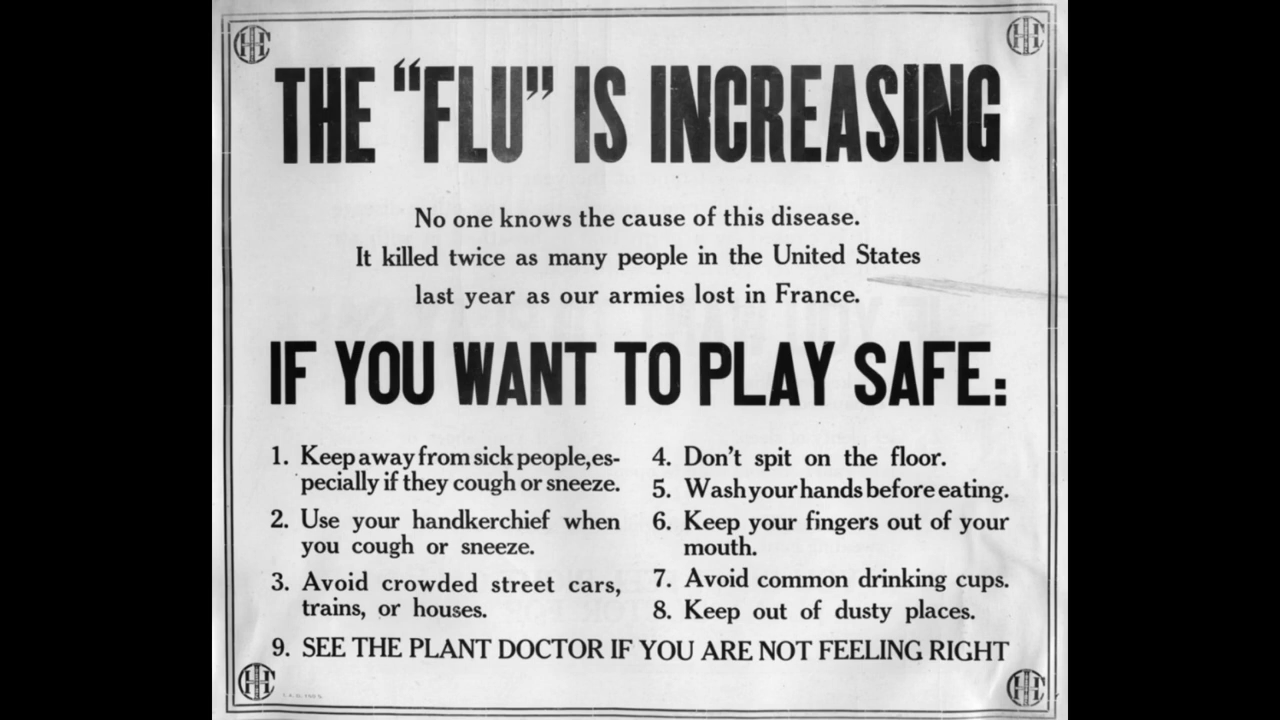 THE "FLU" IS INCREASING
No one knows the cause of this disease.
It killed twice as many people in the United States
last year as our armies lost in France.
IF YOU WANT TO PLAY SAFE:
1. Keep away from sick people, es-
pecially if they cough or sneeze.
2. Use your handkerchief when
you cough or sneeze.
3. Avoid crowded street cars,
trains, or houses.
4. Don't spit on the floor.
5. Wash your hands before eating.
6. Keep your fingers out of your
mouth.
7. Avoid common drinking cups.
8. Keep out of dusty places.
9. SEE THE PLANT DOCTOR IF YOU ARE NOT FEELING RIGHT